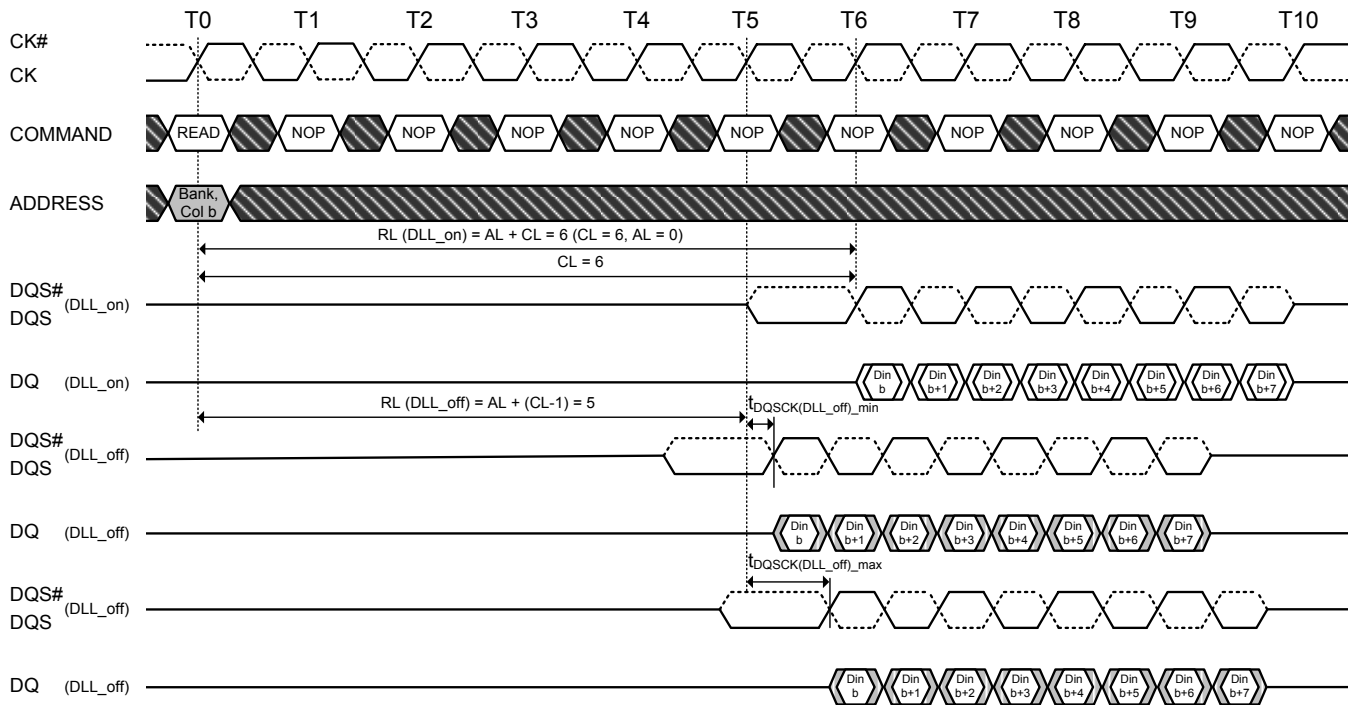 T0 T1 T2 T3 T4 T5 T6 T7 T8 T9 T10
CK#
CK
COMMAND READ NOP NOP NOP NOP NOP NOP NOP NOP NOP NOP
ADDRESS Bank, Col b
RL (DLL_on) = AL + CL = 6 (CL = 6, AL = 0)
CL = 6
DQS# (DLL_on)
DQS
DQ (DLL_on) Din b Din b+1 Din b+2 Din b+3 Din b+4 Din b+5 Din b+6 Din b+7
RL (DLL_off) = AL + (CL-1) = 5
tDQSCK(DLL_off)_min
DQS# (DLL_off)
DQS
DQ (DLL_off) Din b Din b+1 Din b+2 Din b+3 Din b+4 Din b+5 Din b+6 Din b+7
tDQSCK(DLL_off)_max
DQS# (DLL_off)
DQS
DQ (DLL_off) Din b Din b+1 Din b+2 Din b+3 Din b+4 Din b+5 Din b+6 Din b+7